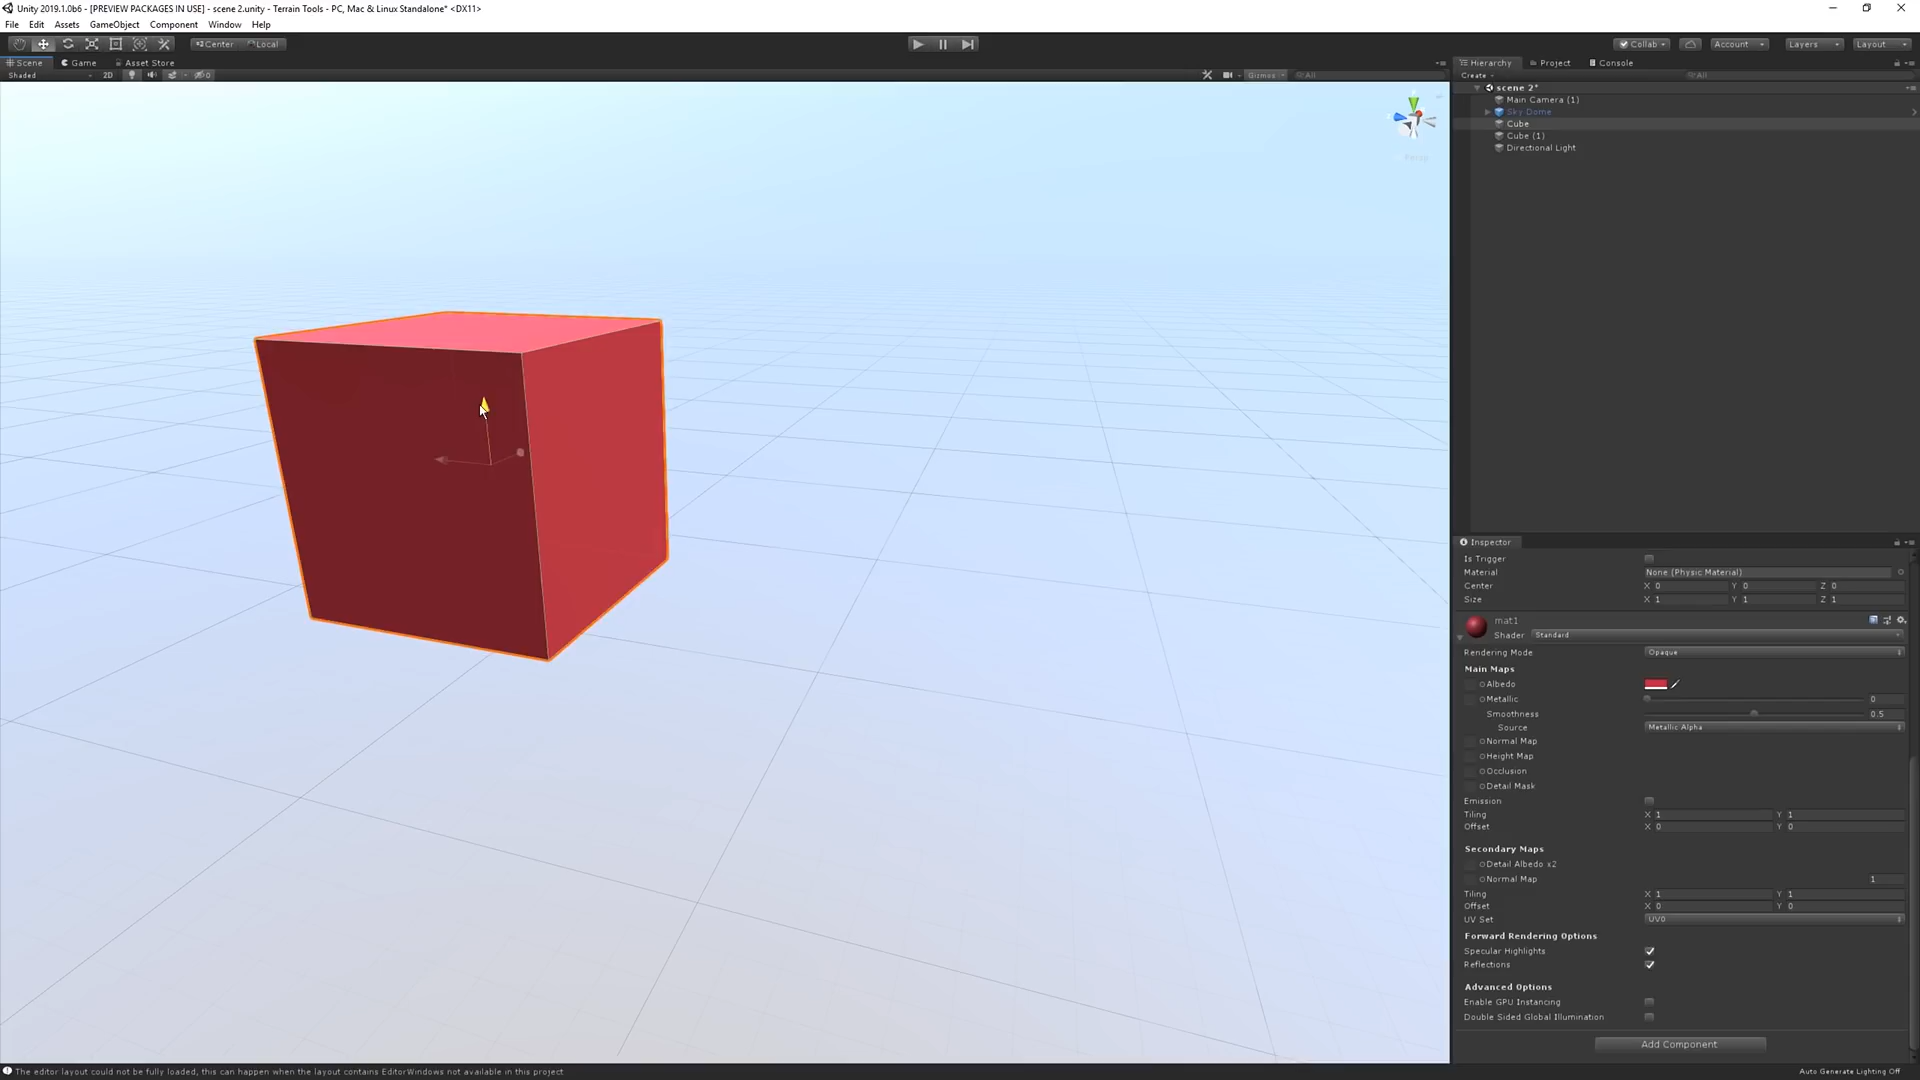 Unity 2019.1.0b6 - [PREVIEW PACKAGES IN USE] - scene 2.unity - Terrain Tools - PC, Mac & Linux Standalone* <DX11>
File Edit Assets GameObject Component Window Help
Center Local
Collab Account Layers Layout
Scene Game Asset Store
Shaded 2D 0 Gizmos All
Persp
Hierarchy Project Console
Create All
scene 2*
Main Camera (1)
Sky Dome
Cube
Cube (1)
Directional Light
Inspector
Is Trigger
Material None (Physic Material)
Center X 0 Y 0 Z 0
Size X 1 Y 1 Z 1
mat1
Shader Standard
Rendering Mode Opaque
Main Maps
Albedo
Metallic 0
Smoothness 0.5
Source Metallic Alpha
Normal Map
Height Map
Occlusion
Detail Mask
Emission
Tiling X 1 Y 1
Offset X 0 Y 0
Secondary Maps
Detail Albedo x2
Normal Map 1
Tiling X 1 Y 1
Offset X 0 Y 0
UV Set UV0
Forward Rendering Options
Specular Highlights
Reflections
Advanced Options
Enable GPU Instancing
Double Sided Global Illumination
Add Component
The editor layout could not be fully loaded, this can happen when the layout contains EditorWindows not available in this project
Auto Generate Lighting Off